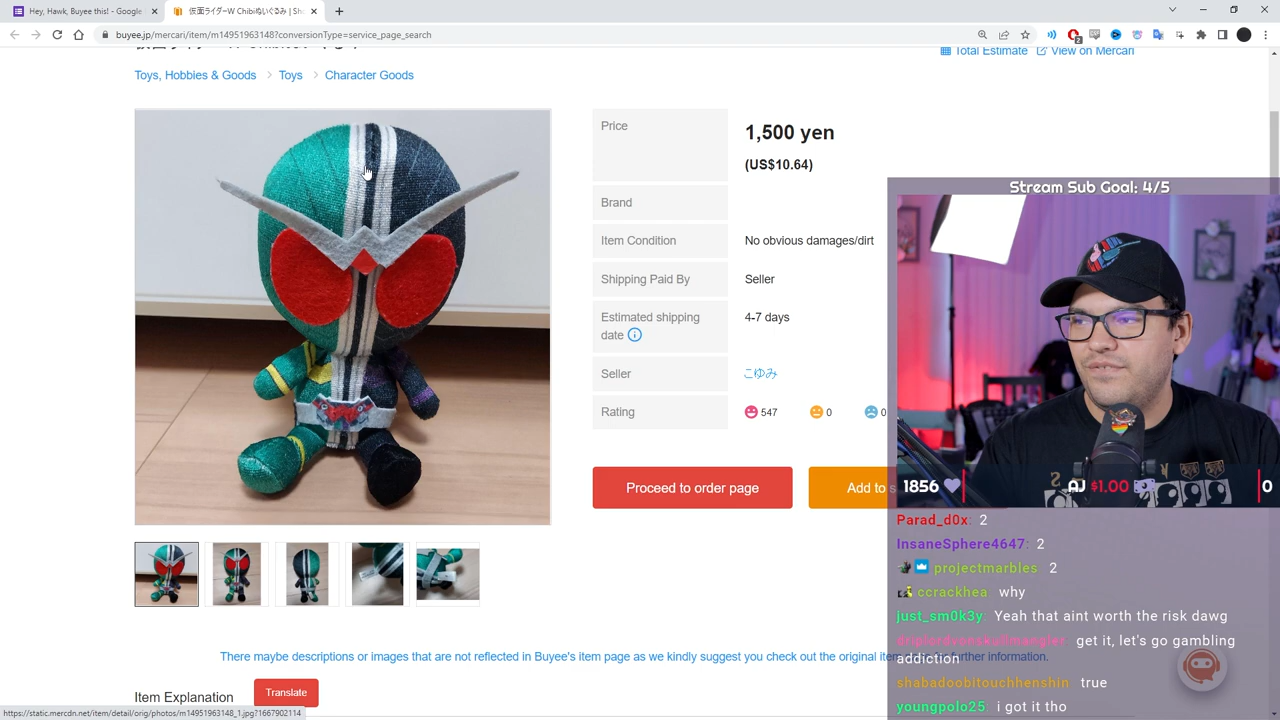 Hey, Hawk, Buyee this! - Google
仮面ライダーW Chibiぬいぐるみ | Sha
buyee.jp/mercari/item/m14951963148?conversionType=service_page_search
Total Estimate
View on Mercari
Toys, Hobbies & Goods > Toys > Character Goods
Price
1,500 yen
(US$10.64)
Brand
Item Condition
No obvious damages/dirt
Shipping Paid By
Seller
Estimated shipping
date
4-7 days
Seller
こゆみ
Rating
547
0
0
Proceed to order page
Add to s
Stream Sub Goal: 4/5
1856
AJ $1.00
0
Parad_d0x: 2
InsaneSphere4647: 2
projectmarbles 2
ccrackhea: why
just_sm0k3y: Yeah that aint worth the risk dawg
driplordvonskullmangler: get it, let's go gambling
addiction
shabadoobitouchhenshin true
youngpolo25: i got it tho
There maybe descriptions or images that are not reflected in Buyee's item page as we kindly suggest you check out the original item
further information.
Item Explanation
Translate
https://static.mercdn.net/item/detail/orig/photos/m14951963148_1.jpg?1667902114